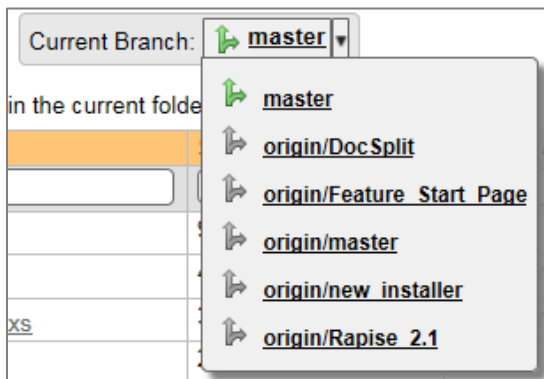 Current Branch: master
in the current folde
master
origin/DocSplit
origin/Feature_Start_Page
origin/master
origin/new_installer
xs
origin/Rapise_2.1